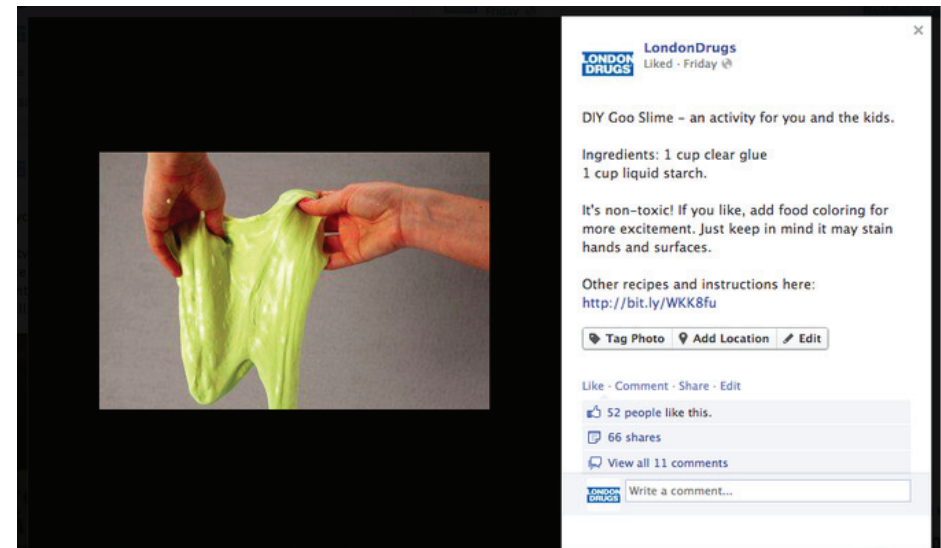 ×
LONDON
DRUGS
LondonDrugs
Liked · Friday
DIY Goo Slime – an activity for you and the kids.
Ingredients: 1 cup clear glue
1 cup liquid starch.
It's non-toxic! If you like, add food coloring for
more excitement. Just keep in mind it may stain
hands and surfaces.
Other recipes and instructions here:
http://bit.ly/WKK8fu
Tag Photo Add Location Edit
Like · Comment · Share · Edit
52 people like this.
66 shares
View all 11 comments
LONDON
DRUGS
Write a comment...